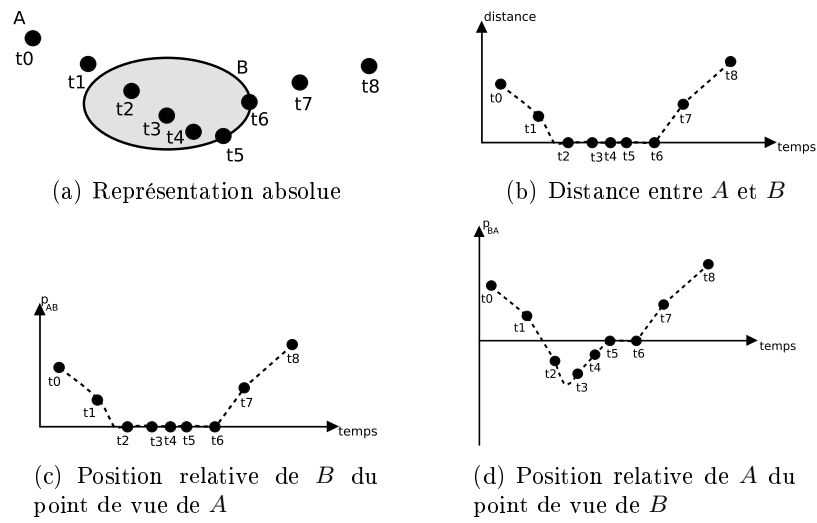 A
t0
t1
B
t2
t3
t4
t5
t6
t7
t8
(a) Représentation absolue
distance
t0
t1
t2
t3
t4
t5
t6
t7
t8
temps
(b) Distance entre A et B
p_AB
t0
t1
t2
t3
t4
t5
t6
t7
t8
temps
(c) Position relative de B du
point de vue de A
p_BA
t0
t1
t2
t3
t4
t5
t6
t7
t8
temps
(d) Position relative de A du
point de vue de B